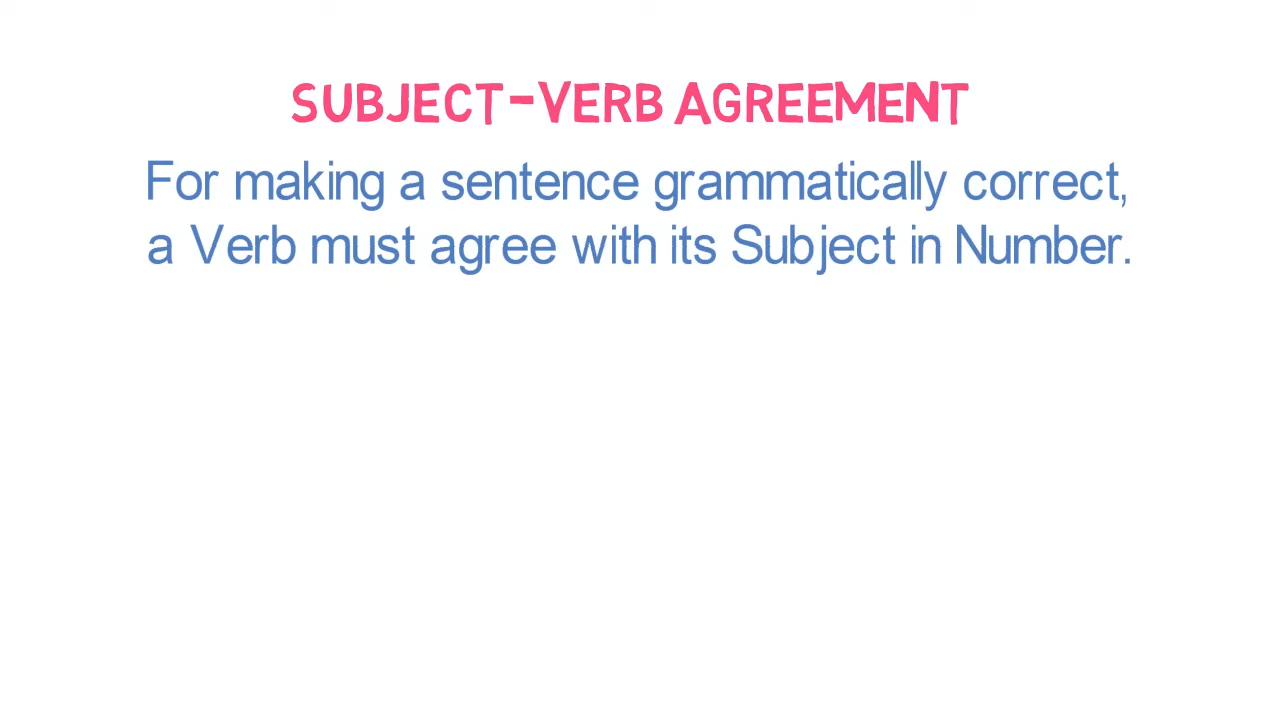 SUBJECT-VERB AGREEMENT
For making a sentence grammatically correct,
a Verb must agree with its Subject in Number.